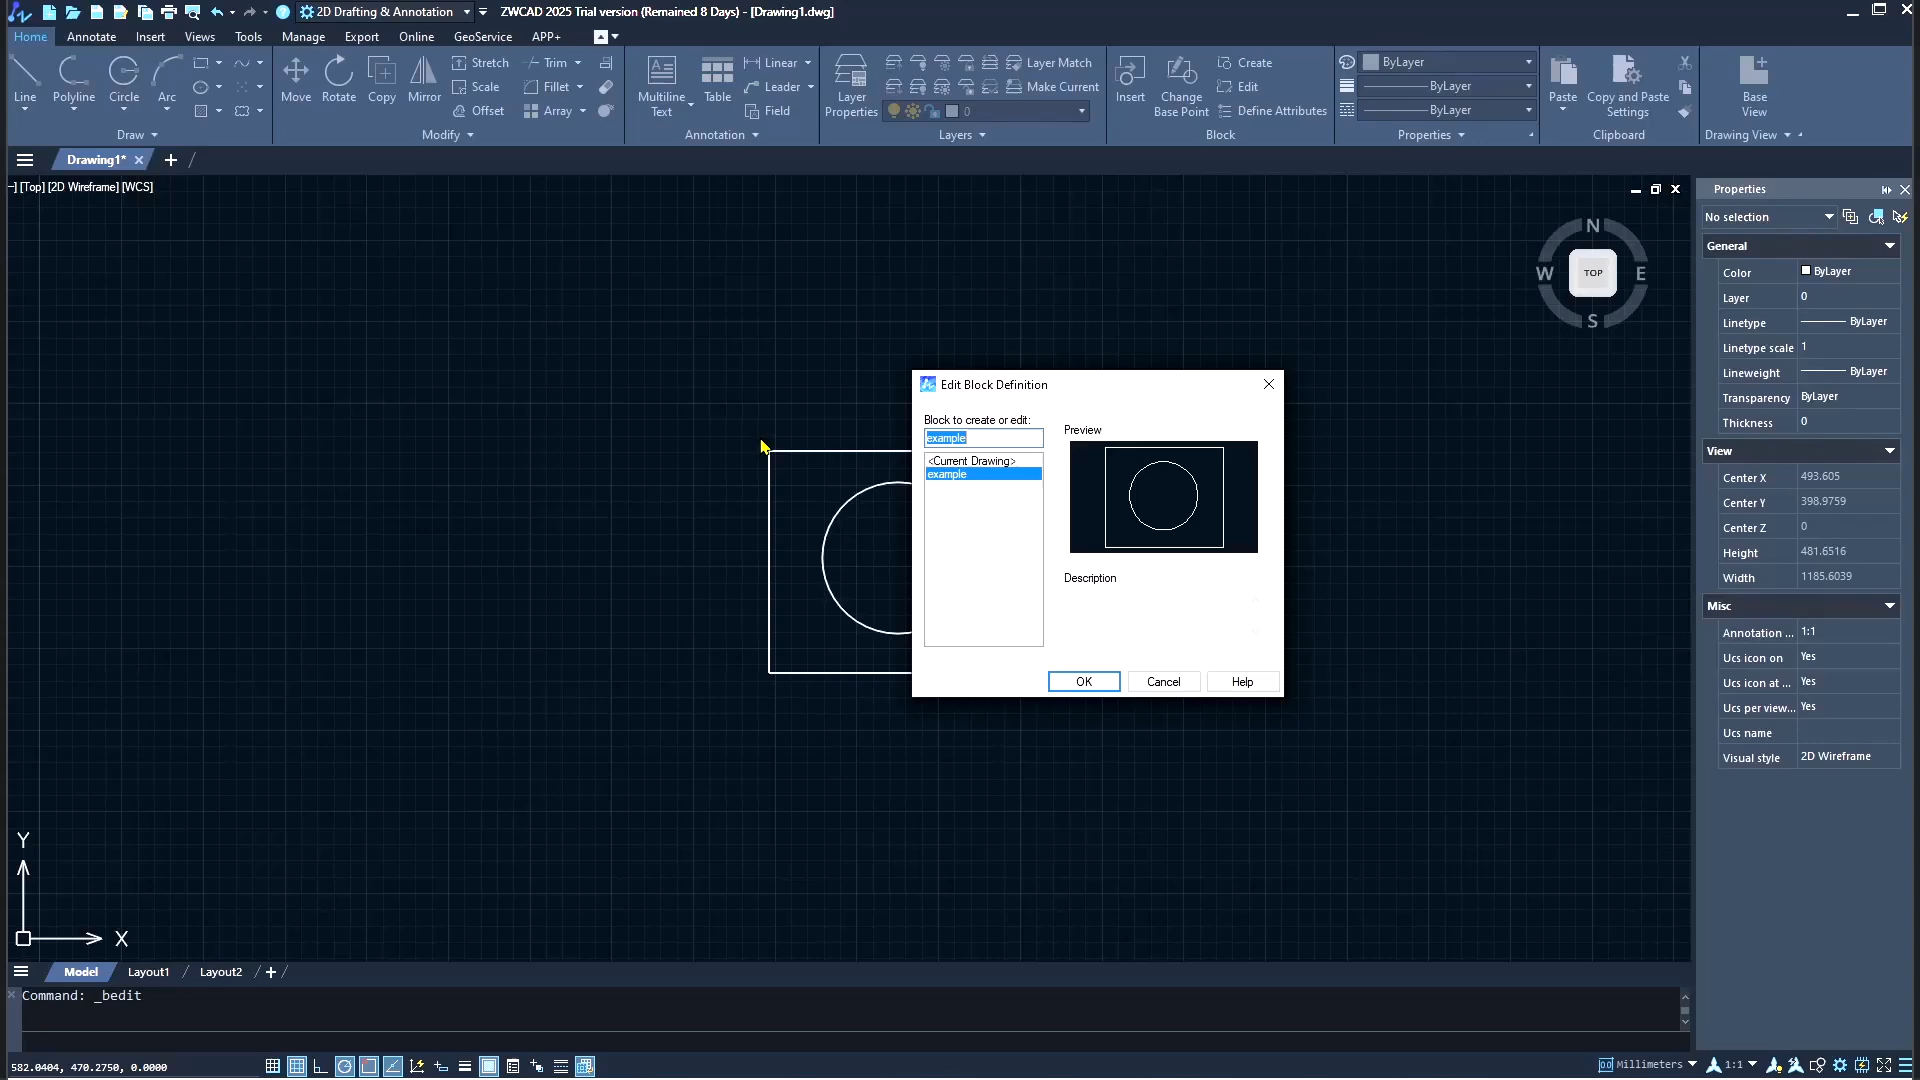 2D Drafting & Annotation
ZWCAD 2025 Trial version (Remained 8 Days) - [Drawing1.dwg]
Home Annotate Insert Views Tools Manage Export Online GeoService APP+
Line
Polyline
Circle
Arc
Draw
Move
Rotate
Copy
Mirror
Stretch
Scale
Offset
Trim
Fillet
Array
Modify
Multiline
Text
Table
Linear
Leader
Field
Annotation
Layer
Properties
Layer Match
Make Current
0
Layers
Insert
Change
Base Point
Create
Edit
Define Attributes
Block
ByLayer
ByLayer
ByLayer
Properties
Paste
Copy and Paste
Settings
Clipboard
Base
View
Drawing View
Drawing1*
–] [Top] [2D Wireframe] [WCS]
N
W
TOP
E
S
Edit Block Definition
Block to create or edit:
example
<Current Drawing>
example
Preview
Description
OK
Cancel
Help
Properties
No selection
General
Color ByLayer
Layer 0
Linetype ByLayer
Linetype scale 1
Lineweight ByLayer
Transparency ByLayer
Thickness 0
View
Center X 493.605
Center Y 398.9759
Center Z 0
Height 481.6516
Width 1185.6039
Misc
Annotation ... 1:1
Ucs icon on Yes
Ucs icon at ... Yes
Ucs per view... Yes
Ucs name
Visual style 2D Wireframe
Y
X
Model Layout1 Layout2
Command: _bedit
582.0404, 470.2750, 0.0000
Millimeters
1:1